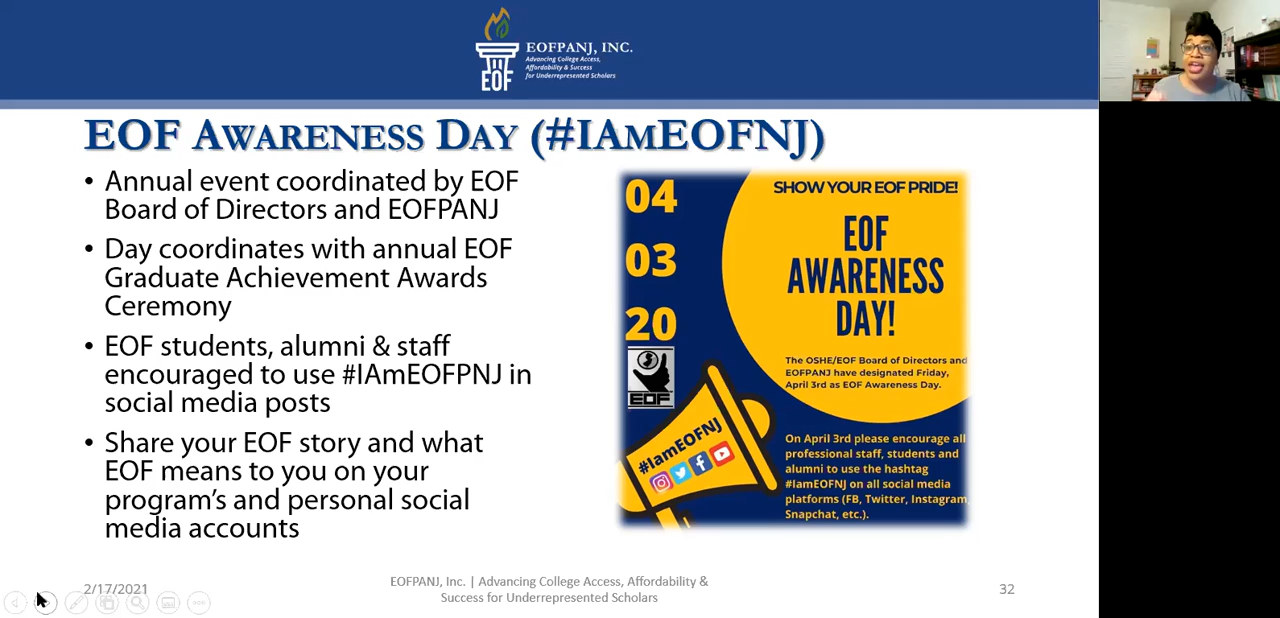 EOF
EOFPANJ, INC.
Advancing College Access,
Affordability & Success
for Underrepresented Scholars
EOF AWARENESS DAY (#IAMEOFNJ)
• Annual event coordinated by EOF
Board of Directors and EOFPANJ
• Day coordinates with annual EOF
Graduate Achievement Awards
Ceremony
• EOF students, alumni & staff
encouraged to use #IAmEOFPNJ in
social media posts
• Share your EOF story and what
EOF means to you on your
program's and personal social
media accounts
04
03
20
EOF
#IamEOFNJ
SHOW YOUR EOF PRIDE!
EOF
AWARENESS
DAY!
The OSHE/EOF Board of Directors and
EOFPANJ have designated Friday,
April 3rd as EOF Awareness Day.
On April 3rd please encourage all
professional staff, students and
alumni to use the hashtag
#IamEOFNJ on all social media
platforms (FB, Twitter, Instagram,
Snapchat, etc.).
2/17/2021
EOFPANJ, Inc. | Advancing College Access, Affordability &
Success for Underrepresented Scholars
32